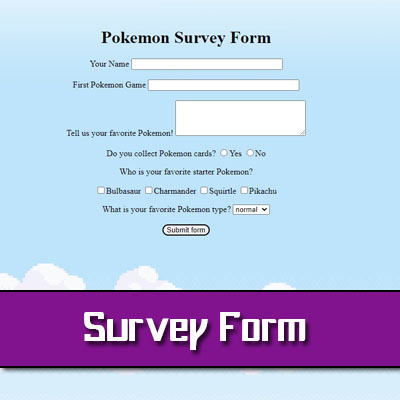 Pokemon Survey Form
Your Name
First Pokemon Game
Tell us your favorite Pokemon!
Do you collect Pokemon cards? Yes No
Who is your favorite starter Pokemon?
Bulbasaur Charmander Squirtle Pikachu
What is your favorite Pokemon type? normal
Submit form
Survey Form